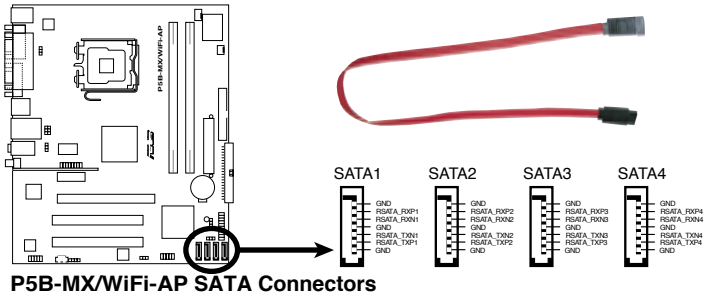 P5B-MX/WiFi-AP
SATA1
GND
RSATA_RXP1
RSATA_RXN1
GND
RSATA_TXN1
RSATA_TXP1
GND
SATA2
GND
RSATA_RXP2
RSATA_RXN2
GND
RSATA_TXN2
RSATA_TXP2
GND
SATA3
GND
RSATA_RXP3
RSATA_RXN3
GND
RSATA_TXN3
RSATA_TXP3
GND
SATA4
GND
RSATA_RXP4
RSATA_RXN4
GND
RSATA_TXN4
RSATA_TXP4
GND
P5B-MX/WiFi-AP SATA Connectors